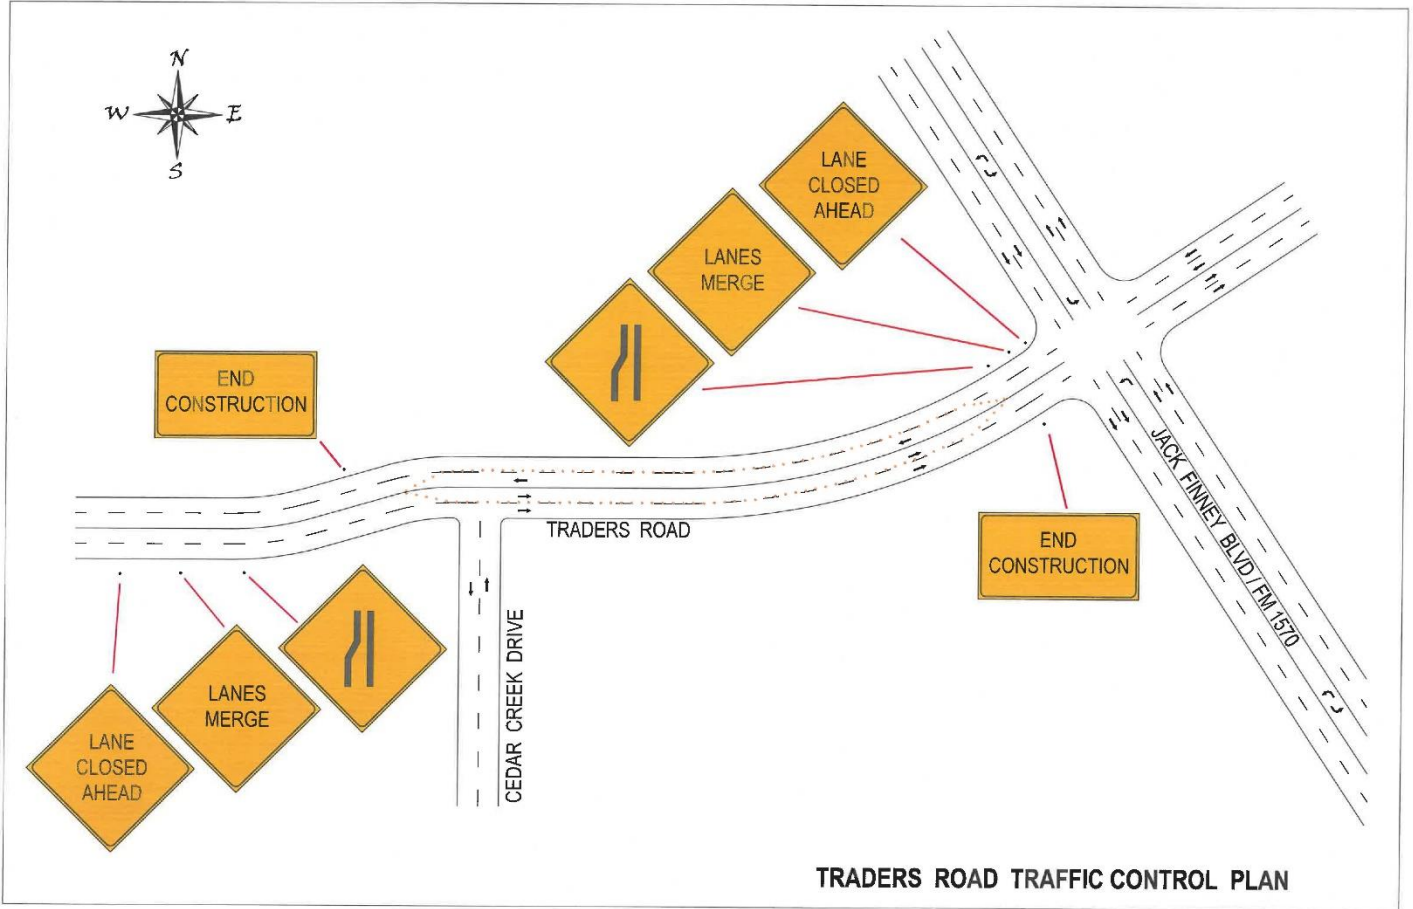 N
W E
S
LANE
CLOSED
AHEAD
LANES
MERGE
END
CONSTRUCTION
TRADERS ROAD
END
CONSTRUCTION
JACK FINNEY BLVD / FM 1570
CEDAR CREEK DRIVE
LANES
MERGE
LANE
CLOSED
AHEAD
TRADERS ROAD TRAFFIC CONTROL PLAN